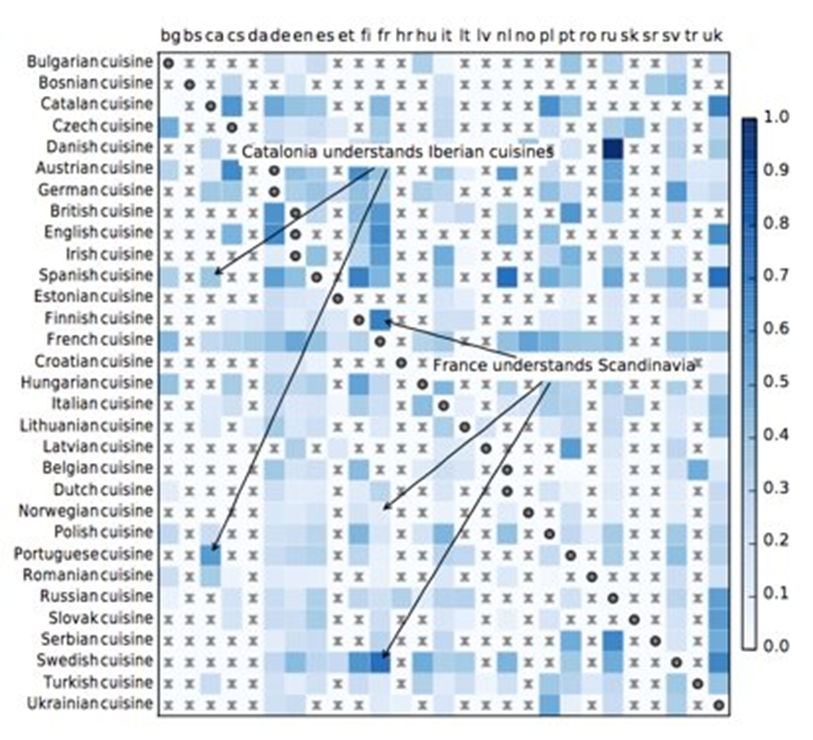 bg bs ca cs da de en es et fi fr hr hu it lt lv nl no pl pt ro ru sk sr sv tr uk
Bulgarian cuisine
Bosnian cuisine
Catalan cuisine
Czech cuisine
Danish cuisine
Austrian cuisine
German cuisine
British cuisine
English cuisine
Irish cuisine
Spanish cuisine
Estonian cuisine
Finnish cuisine
French cuisine
Croatian cuisine
Hungarian cuisine
Italian cuisine
Lithuanian cuisine
Latvian cuisine
Belgian cuisine
Dutch cuisine
Norwegian cuisine
Polish cuisine
Portuguese cuisine
Romanian cuisine
Russian cuisine
Slovak cuisine
Serbian cuisine
Swedish cuisine
Turkish cuisine
Ukrainian cuisine
Catalonia understands Iberian cuisines
France understands Scandinavia
1.0
0.9
0.8
0.7
0.6
0.5
0.4
0.3
0.2
0.1
0.0